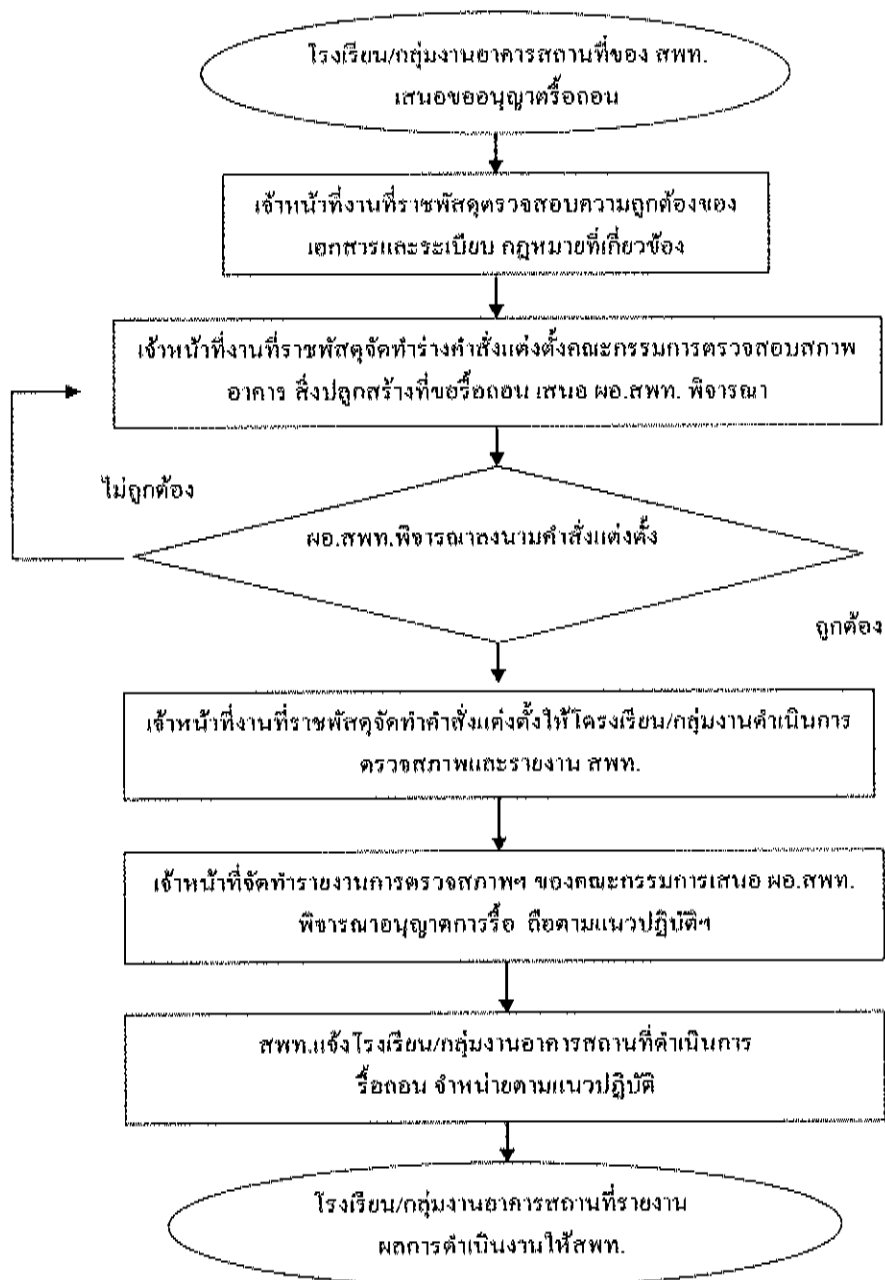 โรงเรียน/กลุ่มงานอาคารสถานที่ของ สพท.
เสนอขออนุญาตรื้อถอน
เจ้าหน้าที่งานที่ราชพัสดุตรวจสอบความถูกต้องของ
เอกสารและระเบียบ กฎหมายที่เกี่ยวข้อง
เจ้าหน้าที่งานที่ราชพัสดุจัดทำร่างคำสั่งแต่งตั้งคณะกรรมการตรวจสอบสภาพ
อาคาร สิ่งปลูกสร้างที่ขอรื้อถอน เสนอ ผอ.สพท. พิจารณา
ไม่ถูกต้อง
ผอ.สพท.พิจารณาลงนามคำสั่งแต่งตั้ง
ถูกต้อง
เจ้าหน้าที่งานที่ราชพัสดุจัดทำคำสั่งแต่งตั้งให้โครงเรียน/กลุ่มงานดำเนินการ
ตรวจสภาพและรายงาน สพท.
เจ้าหน้าที่จัดทำรายงานการตรวจสภาพฯ ของคณะกรรมการเสนอ ผอ.สพท.
พิจารณาอนุญาตการรื้อ ถือตามแนวปฏิบัติฯ
สพท.แจ้งโรงเรียน/กลุ่มงานอาคารสถานที่ดำเนินการ
รื้อถอน จำหน่ายตามแนวปฏิบัติ
โรงเรียน/กลุ่มงานอาคารสถานที่รายงาน
ผลการดำเนินงานให้สพท.